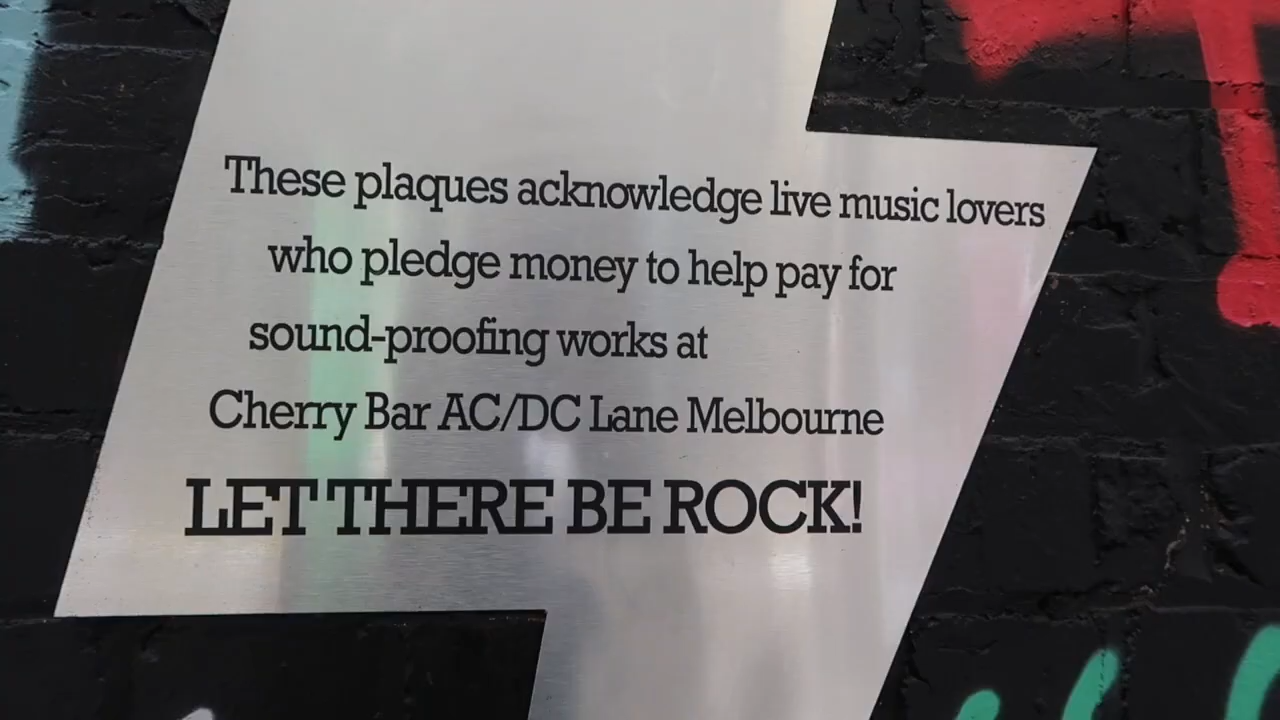 These plaques acknowledge live music lovers
who pledge money to help pay for
sound-proofing works at
Cherry Bar AC/DC Lane Melbourne
LET THERE BE ROCK!